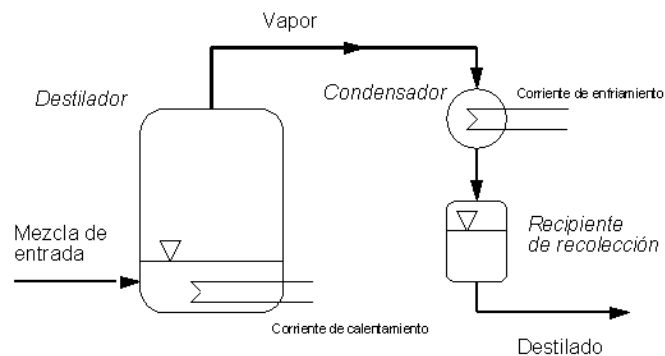 Vapor
Destilador
Condensador
Corriente de enfriamiento
Mezcla de
entrada
Recipiente
de recolección
Corriente de calentamiento
Destilado